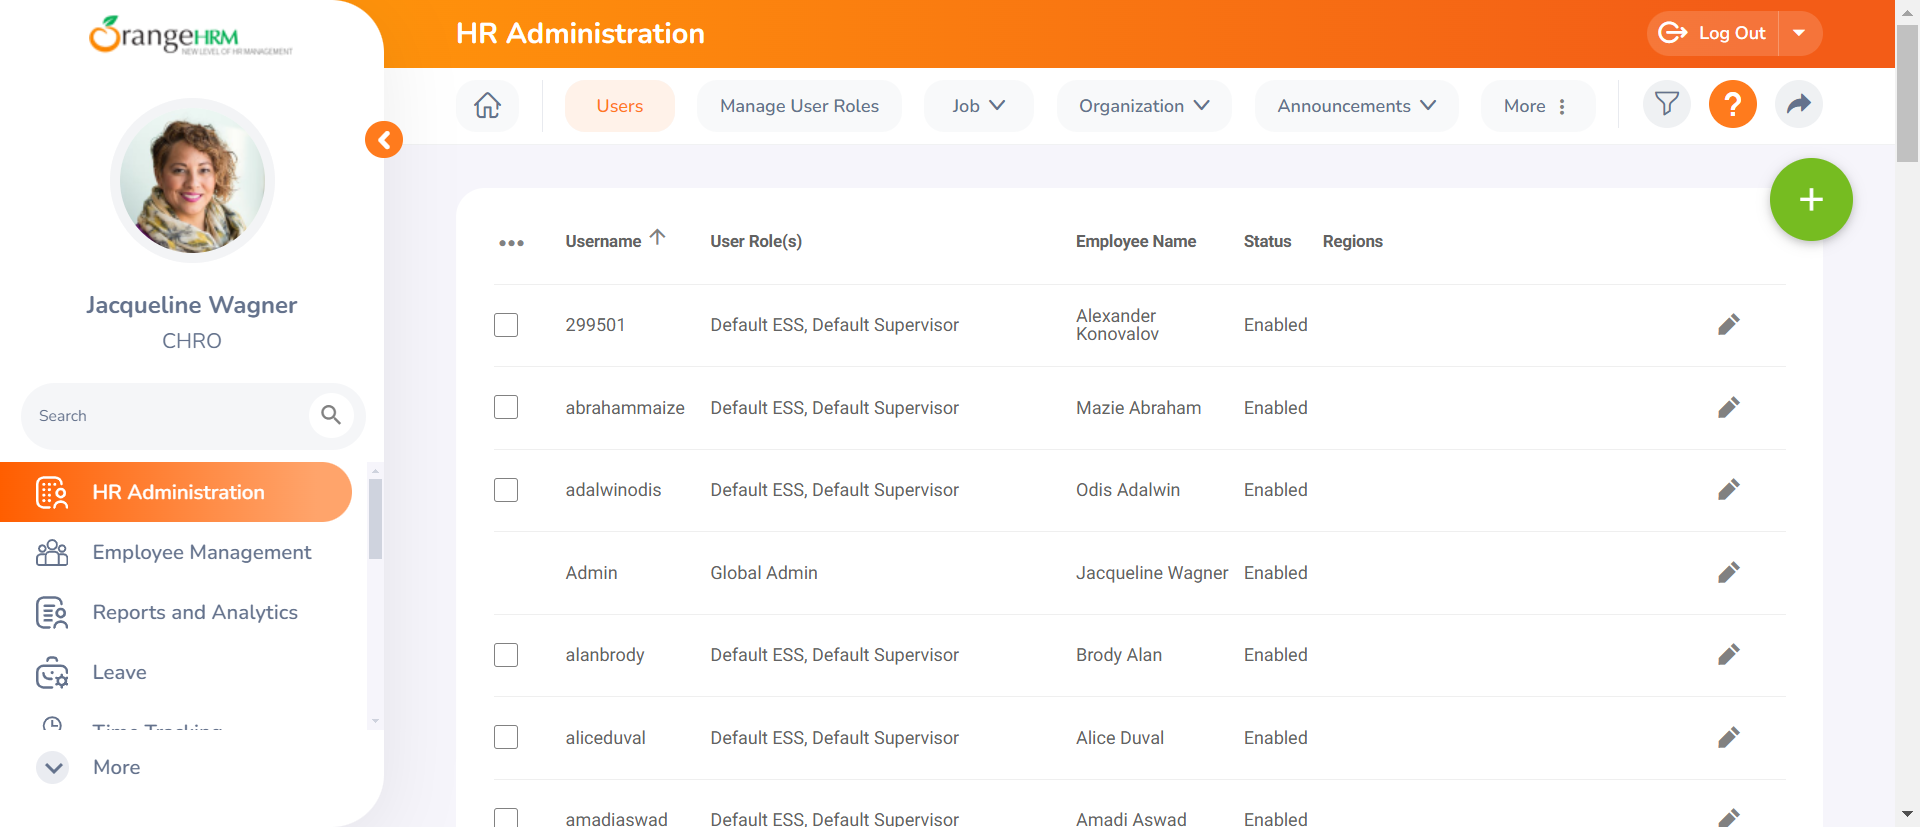 OrangeHRM
NEW LEVEL OF HR MANAGEMENT
HR Administration
Log Out
Users
Manage User Roles
Job
Organization
Announcements
More
?
Jacqueline Wagner
CHRO
Search
HR Administration
Employee Management
Reports and Analytics
Leave
Time Tracking
More
Username User Role(s) Employee Name Status Regions
299501 Default ESS, Default Supervisor Alexander Konovalov Enabled
abrahammaize Default ESS, Default Supervisor Mazie Abraham Enabled
adalwinodis Default ESS, Default Supervisor Odis Adalwin Enabled
Admin Global Admin Jacqueline Wagner Enabled
alanbrody Default ESS, Default Supervisor Brody Alan Enabled
aliceduval Default ESS, Default Supervisor Alice Duval Enabled
amadiaswad Default ESS, Default Supervisor Amadi Aswad Enabled